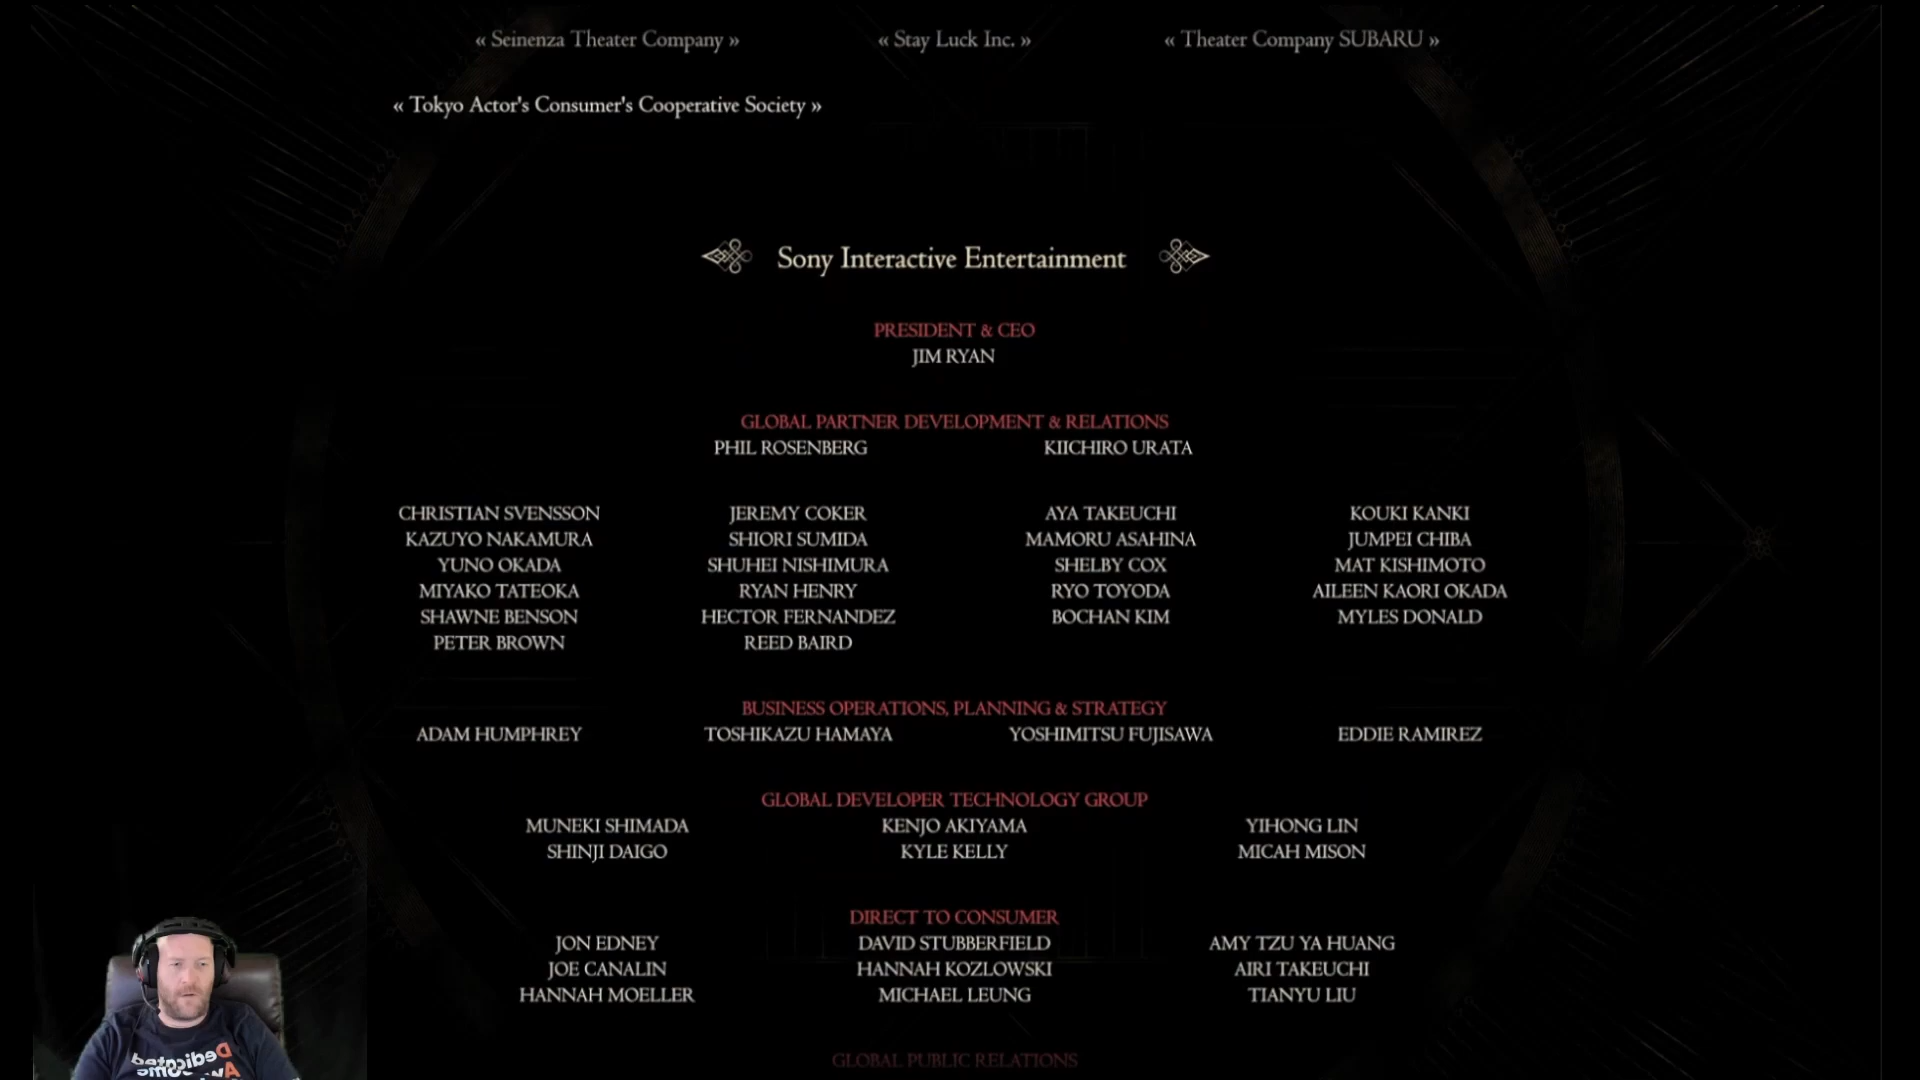 « Seinenza Theater Company » « Stay Luck Inc. » « Theater Company SUBARU »
« Tokyo Actor's Consumer's Cooperative Society »
Sony Interactive Entertainment
PRESIDENT & CEO
JIM RYAN
GLOBAL PARTNER DEVELOPMENT & RELATIONS
PHIL ROSENBERG KIICHIRO URATA
CHRISTIAN SVENSSON JEREMY COKER AYA TAKEUCHI KOUKI KANKI
KAZUYO NAKAMURA SHIORI SUMIDA MAMORU ASAHINA JUMPEI CHIBA
YUNO OKADA SHUHEI NISHIMURA SHELBY COX MAT KISHIMOTO
MIYAKO TATEOKA RYAN HENRY RYO TOYODA AILEEN KAORI OKADA
SHAWNE BENSON HECTOR FERNANDEZ BOCHAN KIM MYLES DONALD
PETER BROWN REED BAIRD
BUSINESS OPERATIONS, PLANNING & STRATEGY
ADAM HUMPHREY TOSHIKAZU HAMAYA YOSHIMITSU FUJISAWA EDDIE RAMIREZ
GLOBAL DEVELOPER TECHNOLOGY GROUP
MUNEKI SHIMADA KENJO AKIYAMA YIHONG LIN
SHINJI DAIGO KYLE KELLY MICAH MISON
DIRECT TO CONSUMER
JON EDNEY DAVID STUBBERFIELD AMY TZU YA HUANG
JOE CANALIN HANNAH KOZLOWSKI AIRI TAKEUCHI
HANNAH MOELLER MICHAEL LEUNG TIANYU LIU
GLOBAL PUBLIC RELATIONS
Dedicated